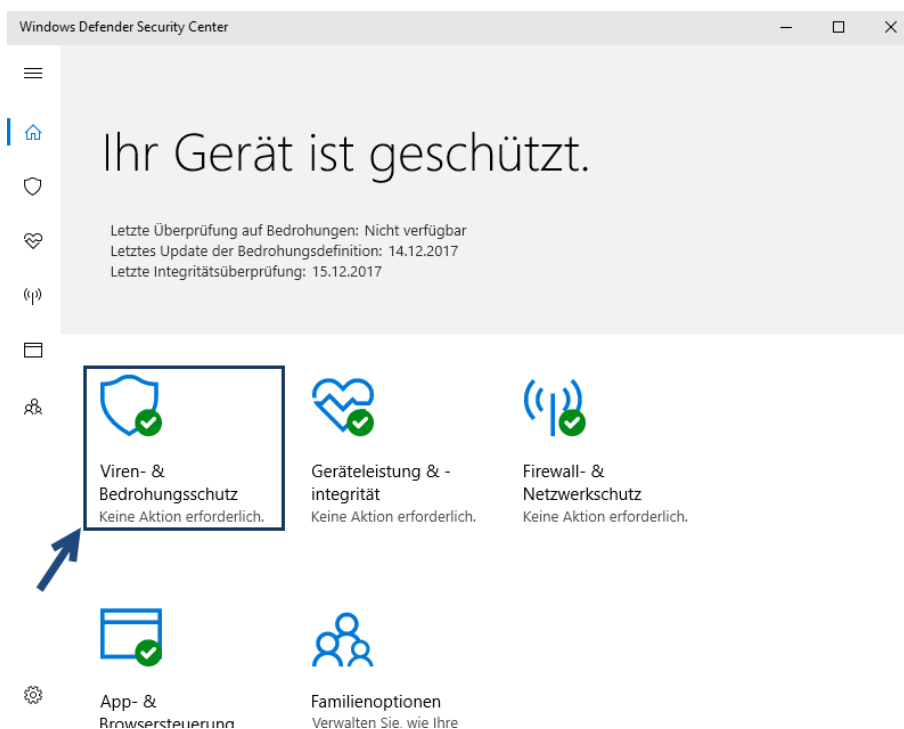 Windows Defender Security Center
Ihr Gerät ist geschützt.
Letzte Überprüfung auf Bedrohungen: Nicht verfügbar
Letztes Update der Bedrohungsdefinition: 14.12.2017
Letzte Integritätsüberprüfung: 15.12.2017
Viren- &
Bedrohungsschutz
Keine Aktion erforderlich.
Geräteleistung & -
integrität
Keine Aktion erforderlich.
Firewall- &
Netzwerkschutz
Keine Aktion erforderlich.
App- &
Browsersteuerung
Familienoptionen
Verwalten Sie, wie Ihre